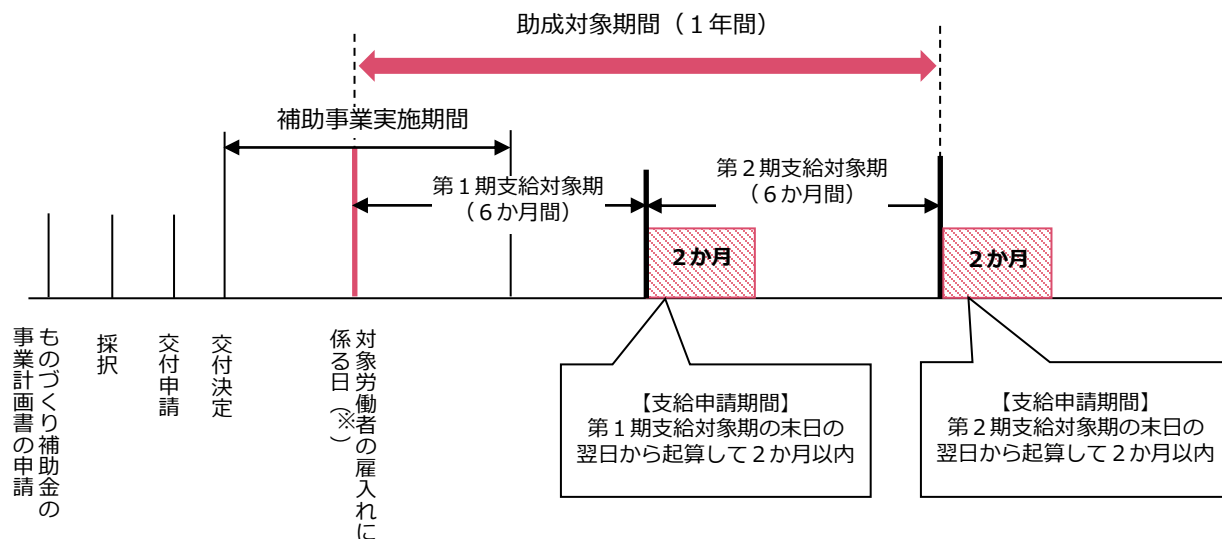 助成対象期間（１年間）
補助事業実施期間
第１期支給対象期
（６か月間）
第２期支給対象期
（６か月間）
２か月
２か月
ものづくり補助金の
事業計画書の申請
採択
交付申請
交付決定
対象労働者の雇入れに
係る日（※）
【支給申請期間】
第１期支給対象期の末日の
翌日から起算して２か月以内
【支給申請期間】
第２期支給対象期の末日の
翌日から起算して２か月以内